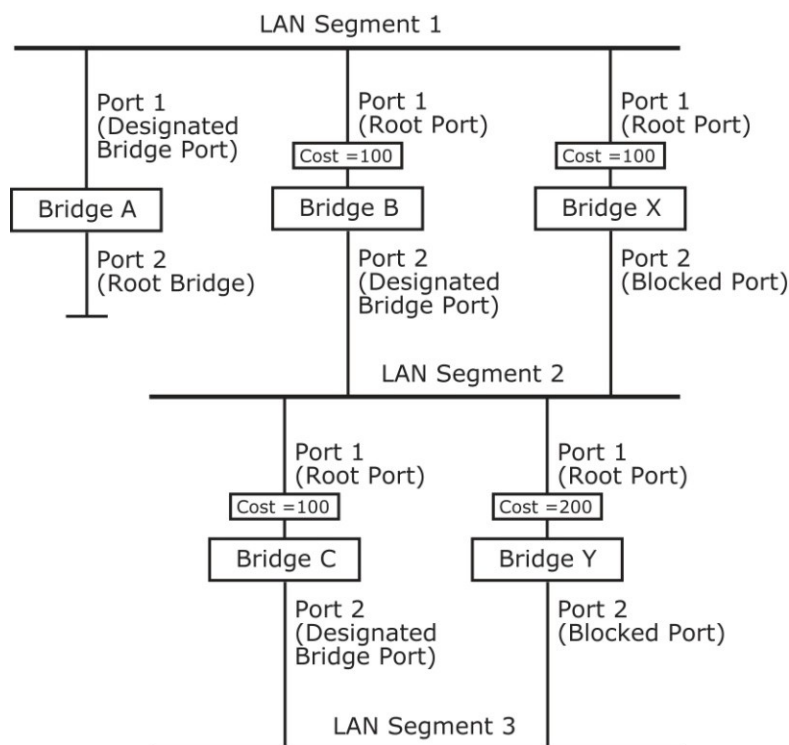 LAN Segment 1
Port 1
(Designated
Bridge Port)
Port 1
(Root Port)
Port 1
(Root Port)
Cost =100
Cost =100
Bridge A
Bridge B
Bridge X
Port 2
(Root Bridge)
Port 2
(Designated
Bridge Port)
Port 2
(Blocked Port)
LAN Segment 2
Port 1
(Root Port)
Port 1
(Root Port)
Cost =100
Cost =200
Bridge C
Bridge Y
Port 2
(Designated
Bridge Port)
Port 2
(Blocked Port)
LAN Segment 3